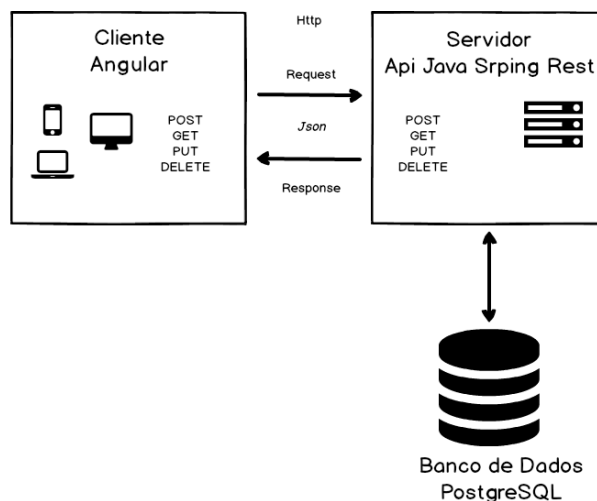 Cliente
Angular
POST
GET
PUT
DELETE
Http
Request
Json
Response
Servidor
Api Java Srping Rest
POST
GET
PUT
DELETE
Banco de Dados
PostgreSQL